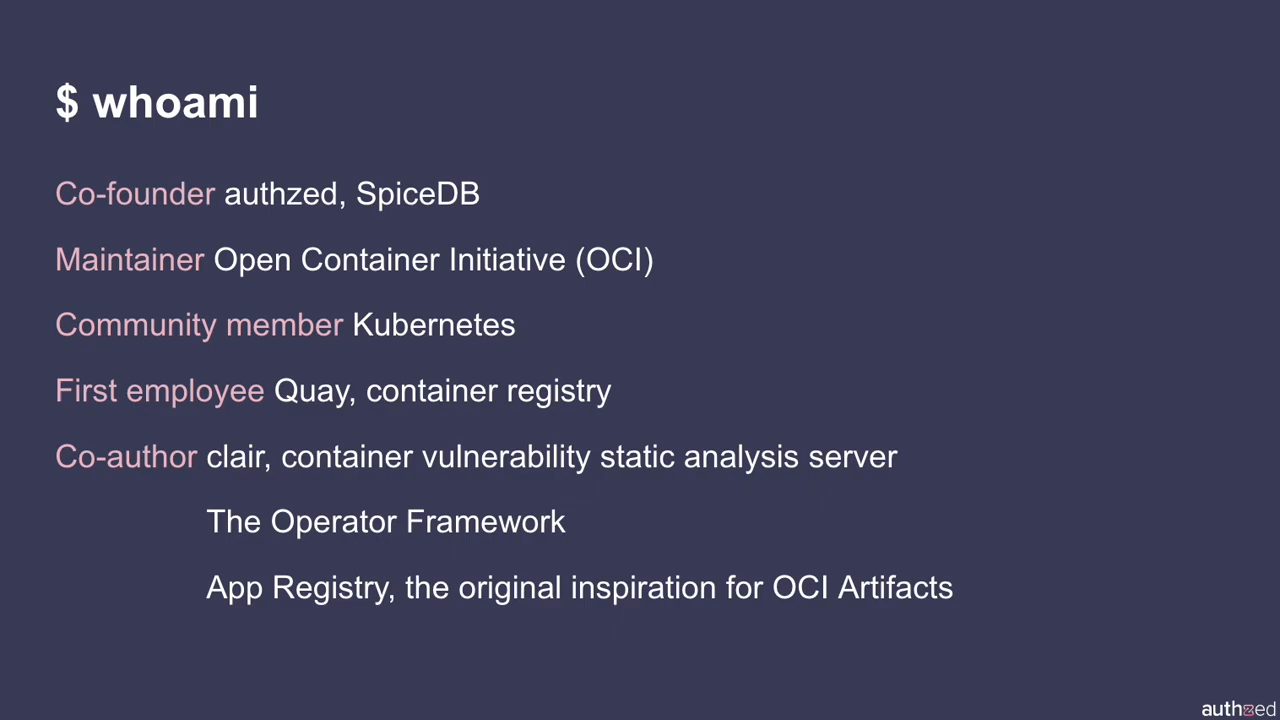 $ whoami
Co-founder authzed, SpiceDB
Maintainer Open Container Initiative (OCI)
Community member Kubernetes
First employee Quay, container registry
Co-author clair, container vulnerability static analysis server
The Operator Framework
App Registry, the original inspiration for OCI Artifacts
authzed